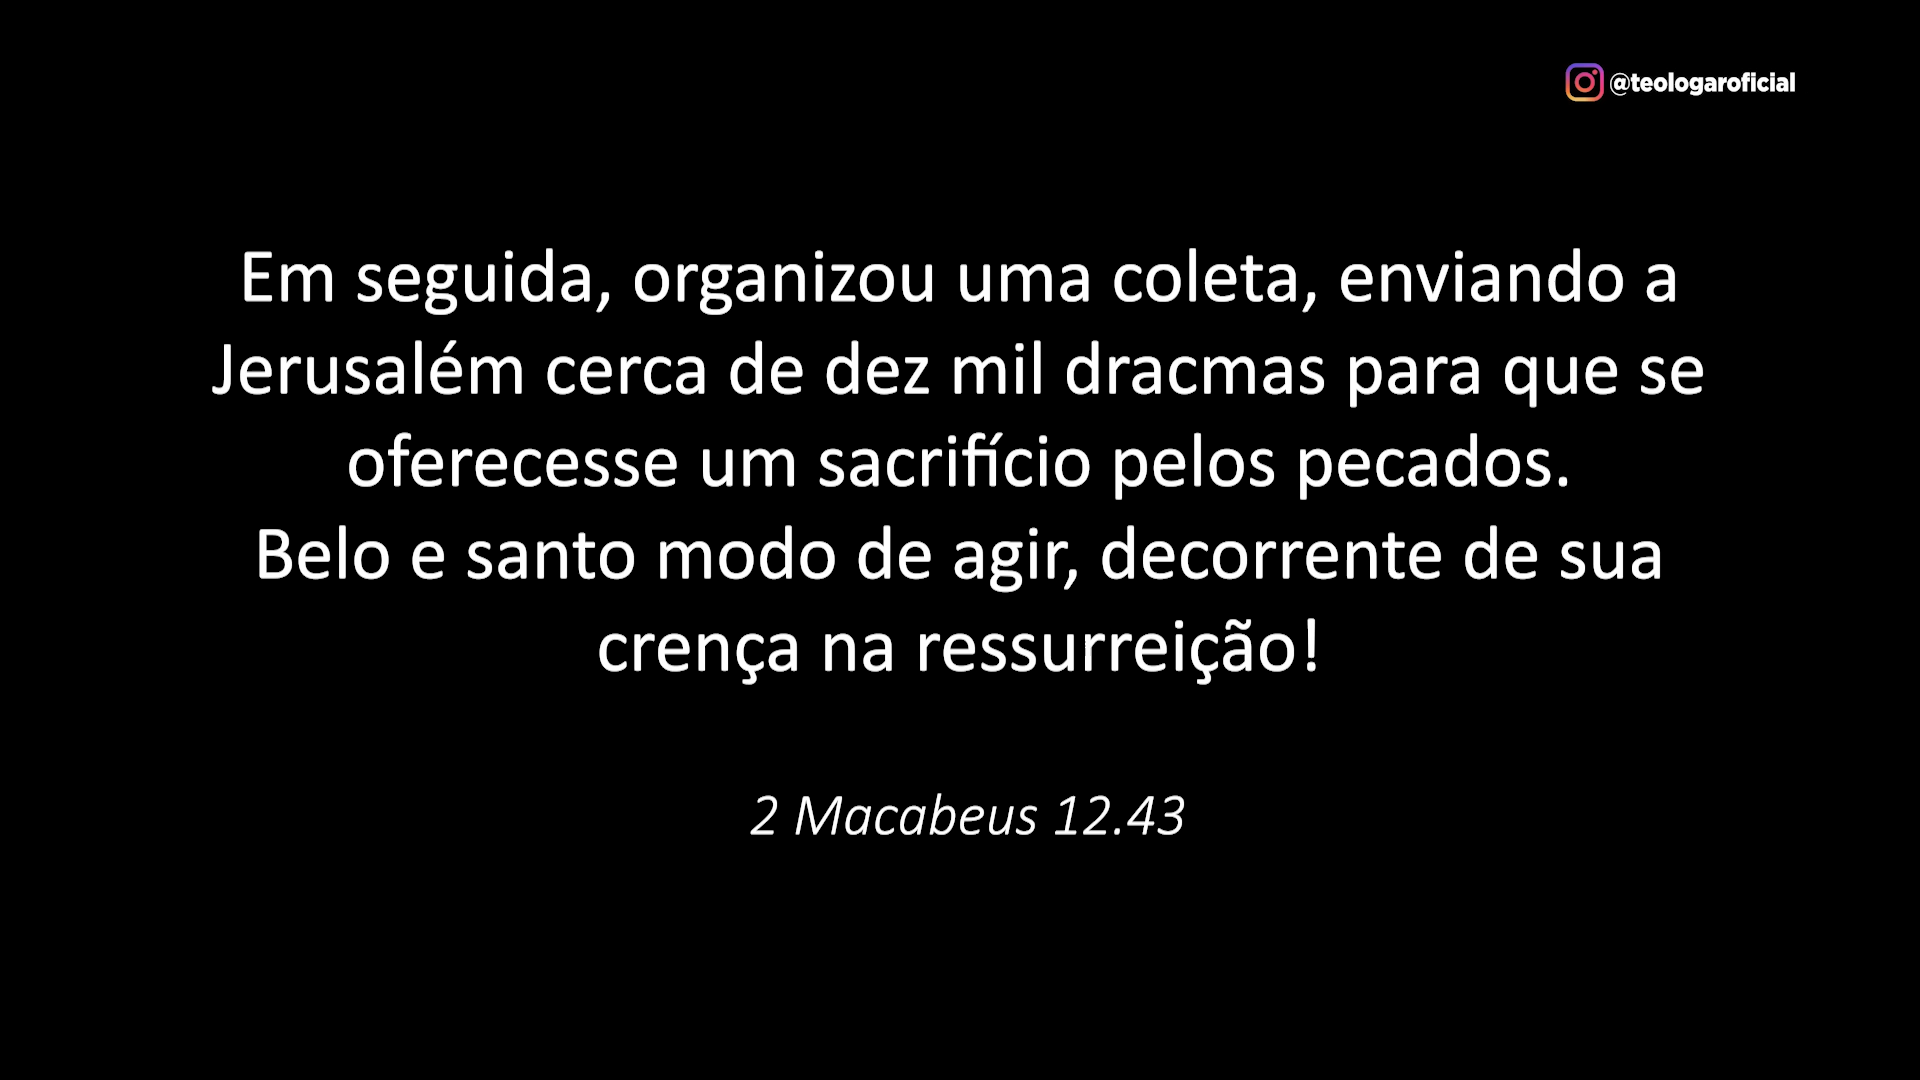 @teologaroficial
Em seguida, organizou uma coleta, enviando a
Jerusalém cerca de dez mil dracmas para que se
oferecesse um sacrifício pelos pecados.
Belo e santo modo de agir, decorrente de sua
crença na ressurreição!
2 Macabeus 12.43